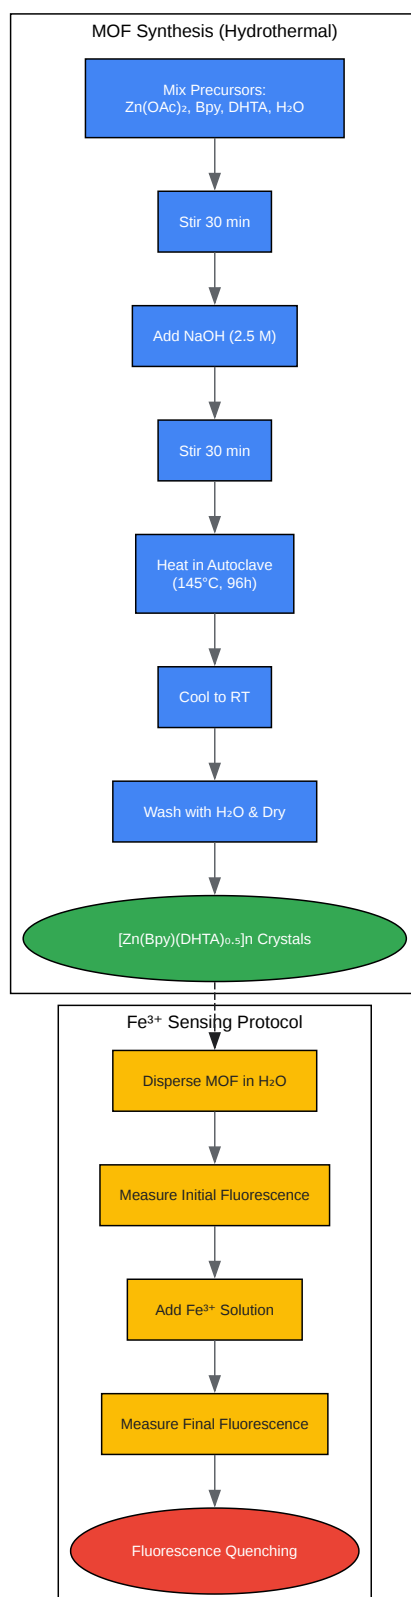 MOF Synthesis (Hydrothermal)
Mix Precursors:
Zn(OAc)₂, Bpy, DHTA, H₂O
Stir 30 min
Add NaOH (2.5 M)
Stir 30 min
Heat in Autoclave
(145°C, 96h)
Cool to RT
Wash with H₂O & Dry
[Zn(Bpy)(DHTA)₀.₅]n Crystals
Fe³⁺ Sensing Protocol
Disperse MOF in H₂O
Measure Initial Fluorescence
Add Fe³⁺ Solution
Measure Final Fluorescence
Fluorescence Quenching